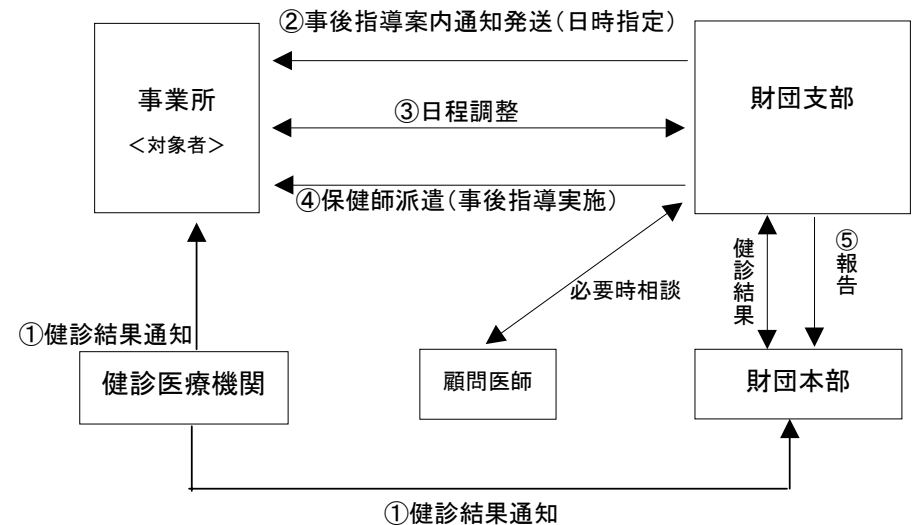 ②事後指導案内通知発送(日時指定)
事業所
<対象者>
財団支部
③日程調整
④保健師派遣(事後指導実施)
健診結果
⑤報告
必要時相談
①健診結果通知
健診医療機関
顧問医師
財団本部
①健診結果通知